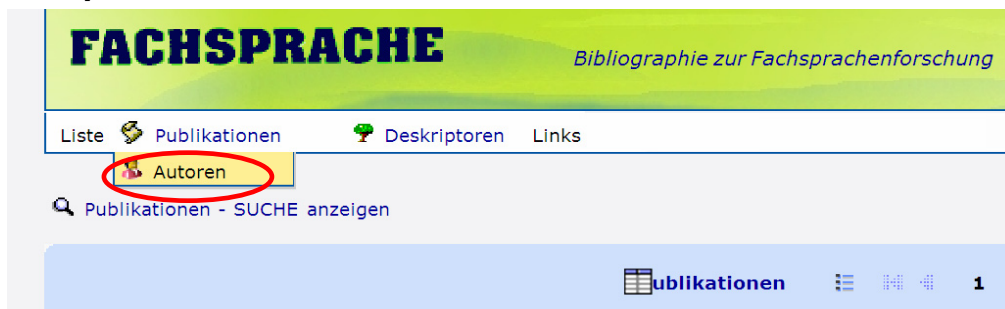 FACHSPRACHE
Bibliographie zur Fachsprachenforschung
Liste Publikationen Deskriptoren Links
Autoren
Publikationen - SUCHE anzeigen
ublikationen 1